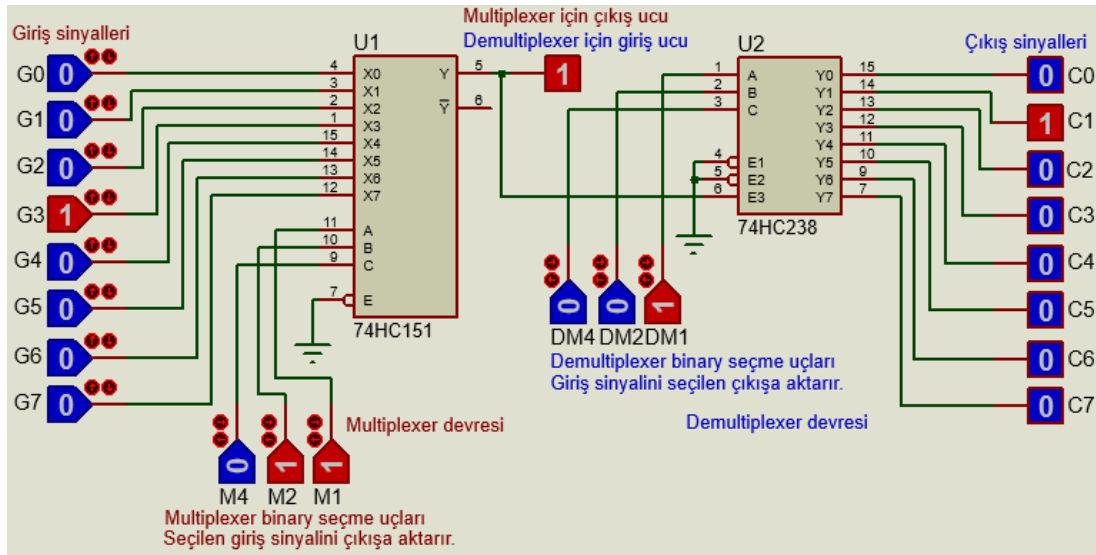 Giriş sinyalleri
G0 0
G1 0
G2 0
G3 1
G4 0
G5 0
G6 0
G7 0
U1
4 X0
3 X1
2 X2
1 X3
15 X4
14 X5
13 X6
12 X7
11 A
10 B
9 C
7 E
Y 5
Y 6
74HC151
Multiplexer için çıkış ucu
Demultiplexer için giriş ucu
1
0 1 1
M4 M2 M1
Multiplexer devresi
Multiplexer binary seçme uçları
Seçilen giriş sinyalini çıkışa aktarır.
U2
1 A
2 B
3 C
4 E1
5 E2
6 E3
Y0 15
Y1 14
Y2 13
Y3 12
Y4 11
Y5 10
Y6 9
Y7 7
74HC238
0 0 1
DM4 DM2 DM1
Demultiplexer binary seçme uçları
Giriş sinyalini seçilen çıkışa aktarır.
Demultiplexer devresi
Çıkış sinyalleri
0 C0
1 C1
0 C2
0 C3
0 C4
0 C5
0 C6
0 C7